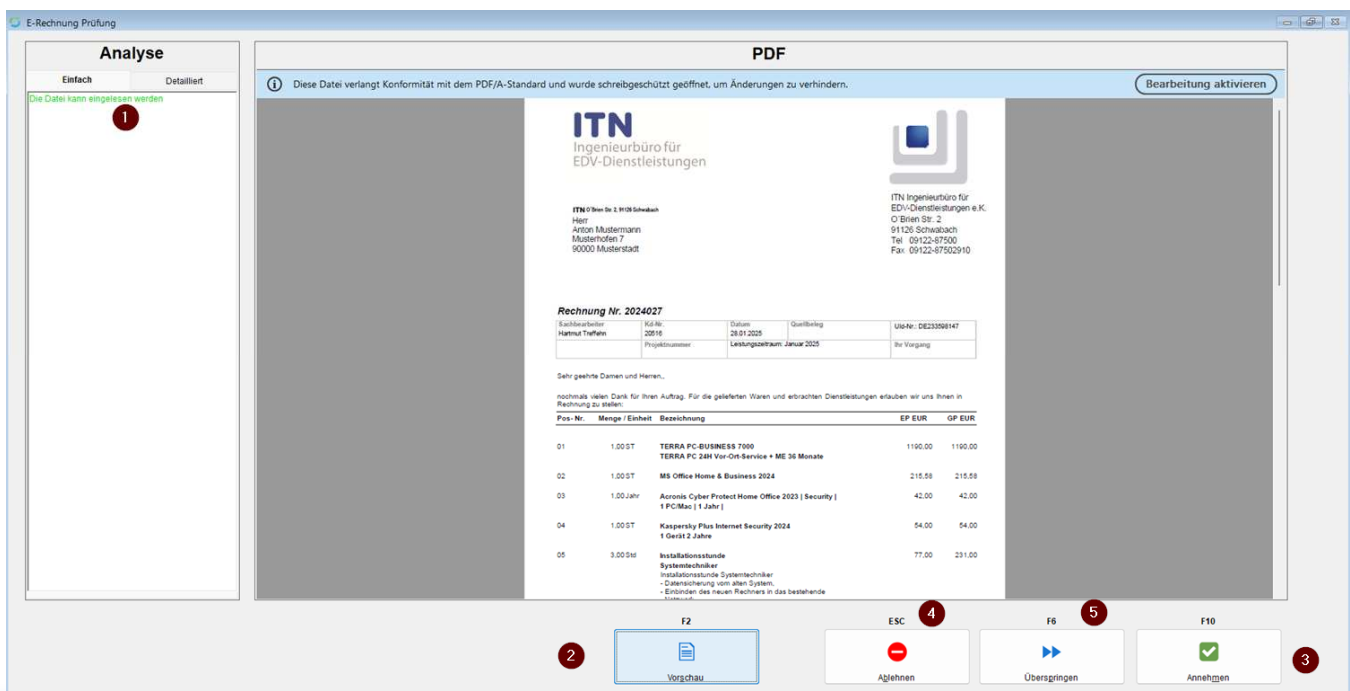 E-Rechnung Prüfung
Analyse
Einfach Detailliert
Die Datei kann eingelesen werden
1
PDF
Diese Datei verlangt Konformität mit dem PDF/A-Standard und wurde schreibgeschützt geöffnet, um Änderungen zu verhindern.
Bearbeitung aktivieren
ITN
Ingenieurbüro für
EDV-Dienstleistungen
ITN Ingenieurbüro für
EDV-Dienstleistungen e.K.
O´Brien Str. 2
91126 Schwabach
Tel 09122-87500
Fax 09122-87502910
ITN O´Brien Str. 2, 91126 Schwabach
Herr
Anton Mustermann
Musterhofen 7
90000 Musterstadt
Rechnung Nr. 2024027
Sachbearbeiter Kd-Nr. Datum Quellbeleg UId-Nr.: DE233598147
Hartmut Treffehn 20516 28.01.2025
Projektnummer Leistungszeitraum: Januar 2025 Ihr Vorgang
Sehr geehrte Damen und Herren,,
nochmals vielen Dank für Ihren Auftrag. Für die gelieferten Waren und erbrachten Dienstleistungen erlauben wir uns Ihnen in
Rechnung zu stellen:
Pos- Nr. Menge / Einheit Bezeichnung EP EUR GP EUR
01 1,00 ST TERRA PC-BUSINESS 7000 1190,00 1190,00
TERRA PC 24H Vor-Ort-Service + ME 36 Monate
02 1,00 ST MS Office Home & Business 2024 215,58 215,58
03 1,00 Jahr Acronis Cyber Protect Home Office 2023 | Security | 42,00 42,00
1 PC/Mac | 1 Jahr |
04 1,00 ST Kaspersky Plus Internet Security 2024 54,00 54,00
1 Gerät 2 Jahre
05 3,00 Std Installationsstunde 77,00 231,00
Systemtechniker
Installationsstunde Systemtechniker
- Datensicherung vom alten System,
- Einbinden des neuen Rechners in das bestehende
F2 ESC 4 F6 5 F10
2 3
Vorschau Ablehnen Überspringen Annehmen